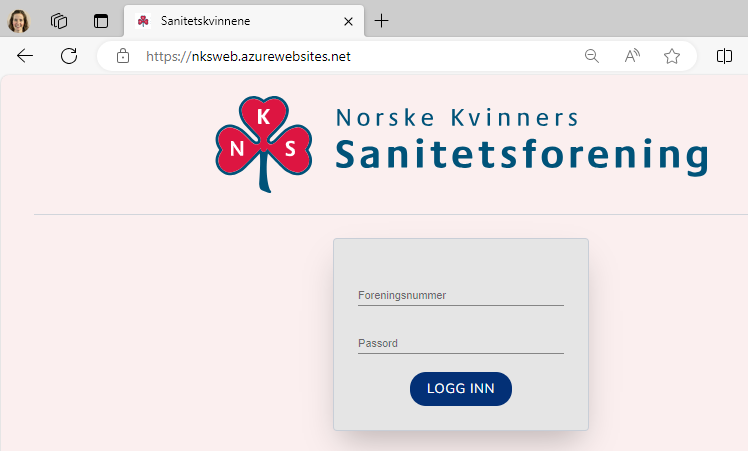 Sanitetskvinnene
https://nksweb.azurewebsites.net
K
N S
Norske Kvinners
Sanitetsforening
Foreningsnummer
Passord
LOGG INN